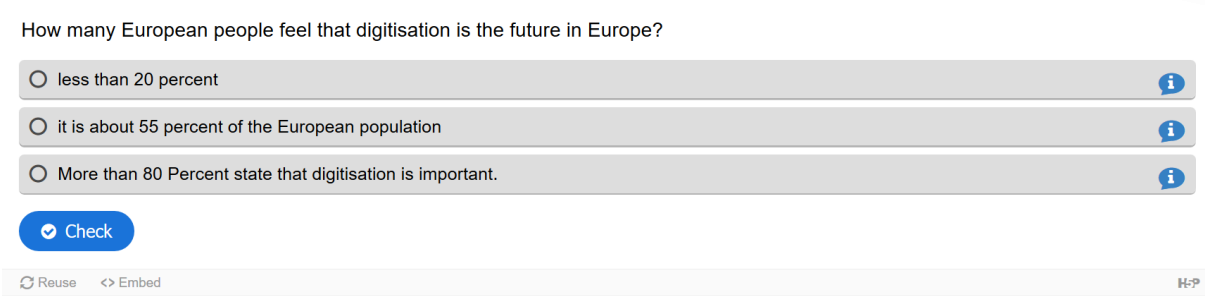 How many European people feel that digitisation is the future in Europe?
less than 20 percent
it is about 55 percent of the European population
More than 80 Percent state that digitisation is important.
Check
Reuse <> Embed
H5P